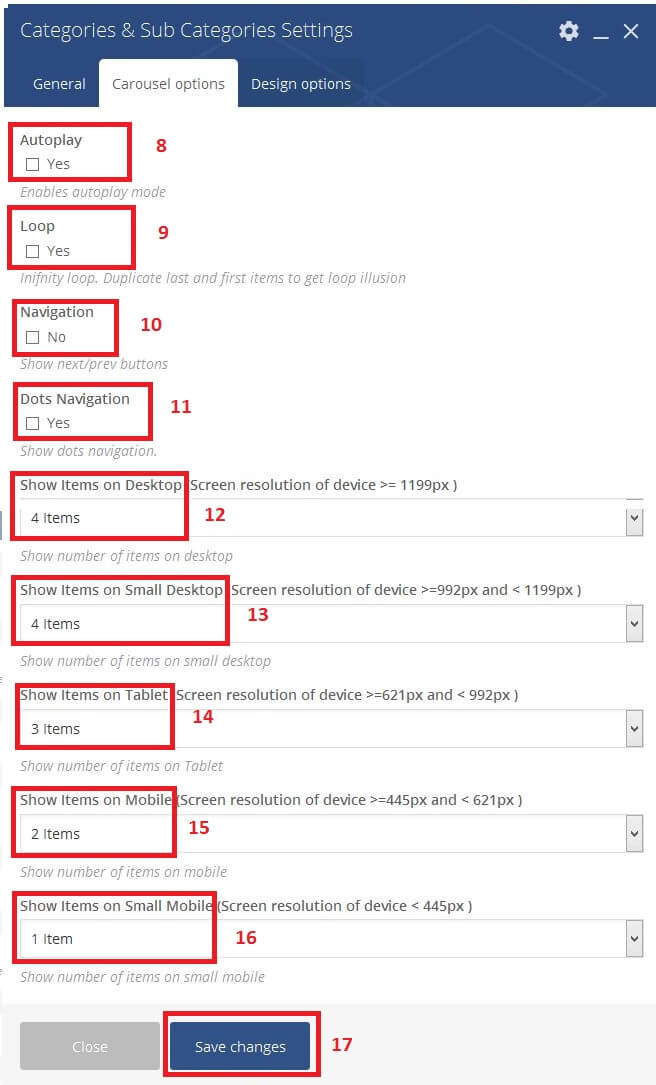 Categories & Sub Categories Settings
General Carousel options Design options
Autoplay 8
Yes
Enables autoplay mode
Loop 9
Yes
Inifnity loop. Duplicate last and first items to get loop illusion
Navigation 10
No
Show next/prev buttons
Dots Navigation 11
Yes
Show dots navigation.
Show Items on Desktop (Screen resolution of device >= 1199px )
4 Items 12
Show number of items on desktop
Show Items on Small Desktop (Screen resolution of device >=992px and < 1199px )
4 Items 13
Show number of items on small desktop
Show Items on Tablet (Screen resolution of device >=621px and < 992px )
3 Items 14
Show number of items on Tablet
Show Items on Mobile (Screen resolution of device >=445px and < 621px )
2 Items 15
Show number of items on mobile
Show Items on Small Mobile (Screen resolution of device < 445px )
1 Item 16
Show number of items on small mobile
Close Save changes 17